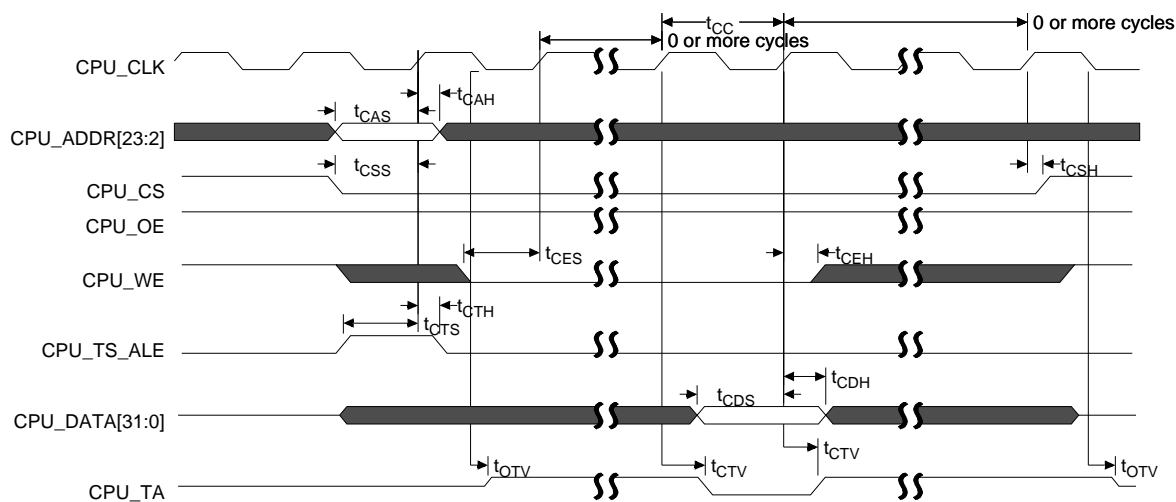 tCC
0 or more cycles
0 or more cycles
CPU_CLK
tCAH
tCAS
CPU_ADDR[23:2]
tCSS
tCSH
CPU_CS
CPU_OE
tCES
tCEH
CPU_WE
tCTH
tCTS
CPU_TS_ALE
tCDH
tCDS
CPU_DATA[31:0]
tCTV
tOTV
tCTV
tOTV
CPU_TA